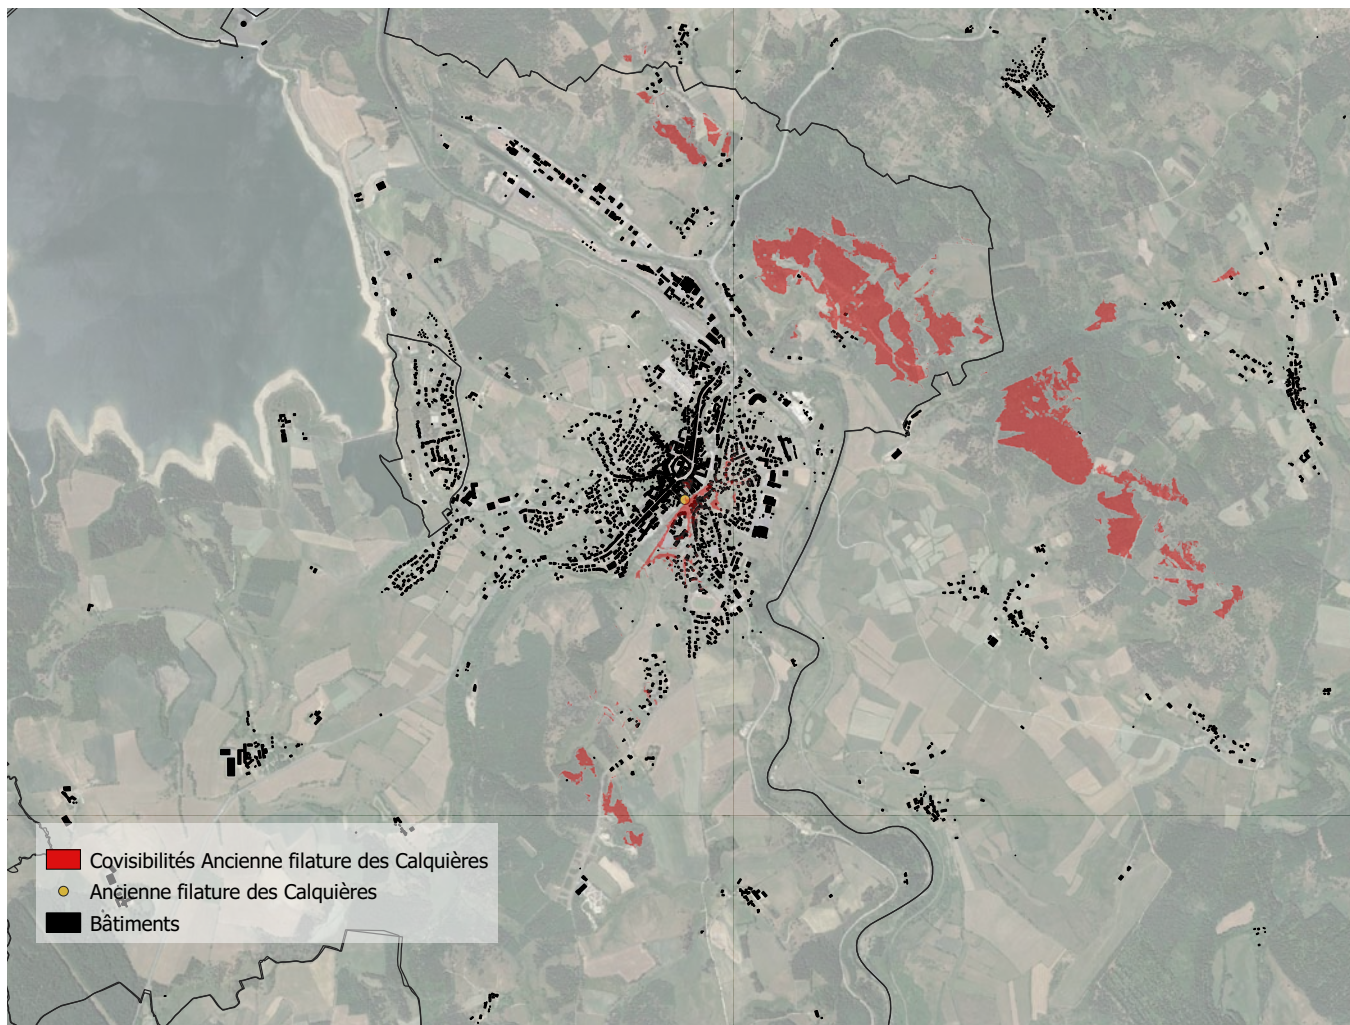 Covisibilités Ancienne filature des Calquières
Ancienne filature des Calquières
Bâtiments